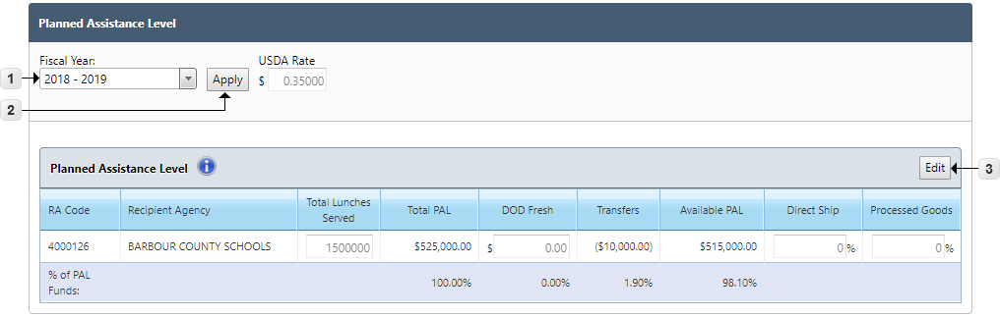 Planned Assistance Level
Fiscal Year:
USDA Rate
1
2018 - 2019
Apply
$ 0.35000
2
Planned Assistance Level i
Edit
3
RA Code Recipient Agency Total Lunches Served Total PAL DOD Fresh Transfers Available PAL Direct Ship Processed Goods
4000126 BARBOUR COUNTY SCHOOLS 1500000 $525,000.00 $ 0.00 ($10,000.00) $515,000.00 0 % 0 %
% of PAL Funds: 100.00% 0.00% 1.90% 98.10%